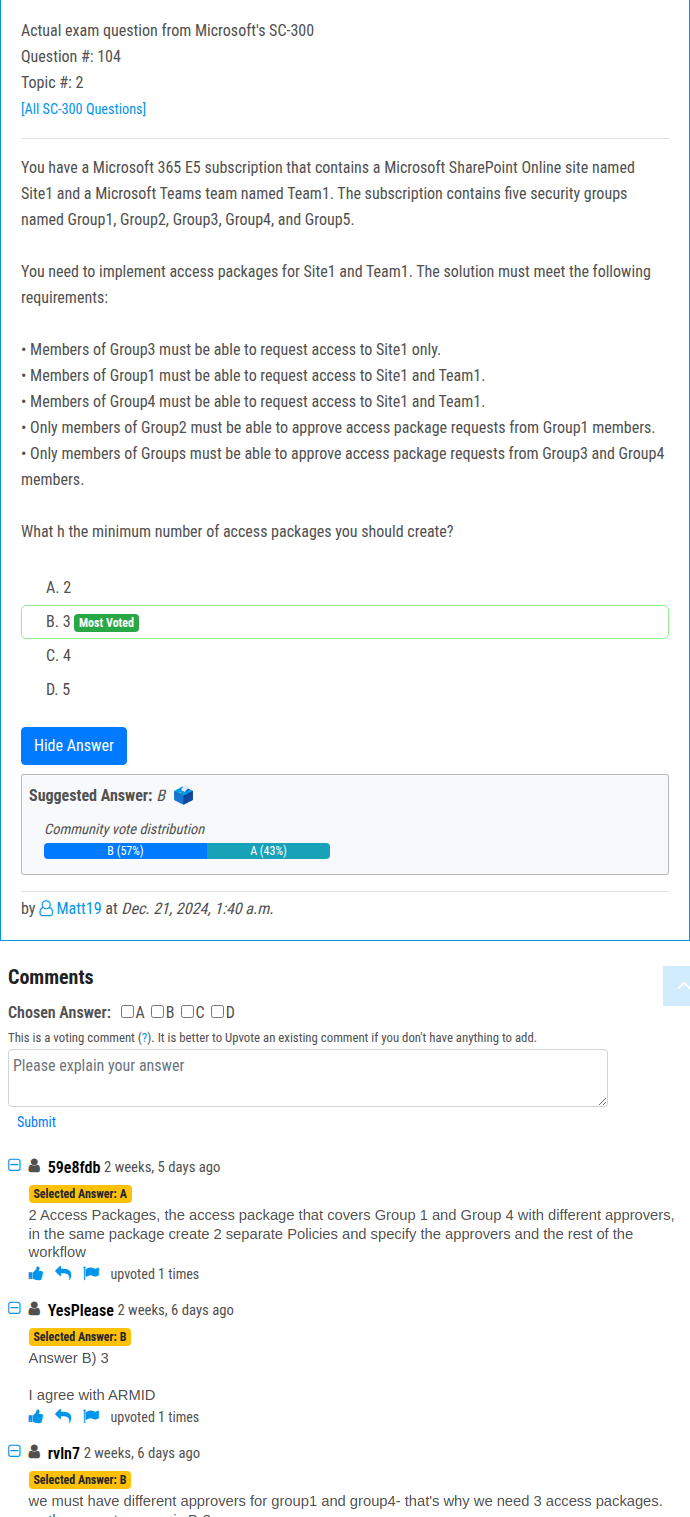 Actual exam question from Microsoft's SC-300
Question #: 104
Topic #: 2
[All SC-300 Questions]
You have a Microsoft 365 E5 subscription that contains a Microsoft SharePoint Online site named
Site1 and a Microsoft Teams team named Team1. The subscription contains five security groups
named Group1, Group2, Group3, Group4, and Group5.
You need to implement access packages for Site1 and Team1. The solution must meet the following
requirements:
• Members of Group3 must be able to request access to Site1 only.
• Members of Group1 must be able to request access to Site1 and Team1.
• Members of Group4 must be able to request access to Site1 and Team1.
• Only members of Group2 must be able to approve access package requests from Group1 members.
• Only members of Groups must be able to approve access package requests from Group3 and Group4
members.
What h the minimum number of access packages you should create?
A. 2
B. 3 Most Voted
C. 4
D. 5
Hide Answer
Suggested Answer: B
Community vote distribution
B (57%) A (43%)
by Matt19 at Dec. 21, 2024, 1:40 a.m.
Comments
Chosen Answer: A B C D
This is a voting comment (?). It is better to Upvote an existing comment if you don't have anything to add.
Please explain your answer
Submit
59e8fdb 2 weeks, 5 days ago
Selected Answer: A
2 Access Packages, the access package that covers Group 1 and Group 4 with different approvers,
in the same package create 2 separate Policies and specify the approvers and the rest of the
workflow
upvoted 1 times
YesPlease 2 weeks, 6 days ago
Selected Answer: B
Answer B) 3
I agree with ARMID
upvoted 1 times
rvln7 2 weeks, 6 days ago
Selected Answer: B
we must have different approvers for group1 and group4- that's why we need 3 access packages.